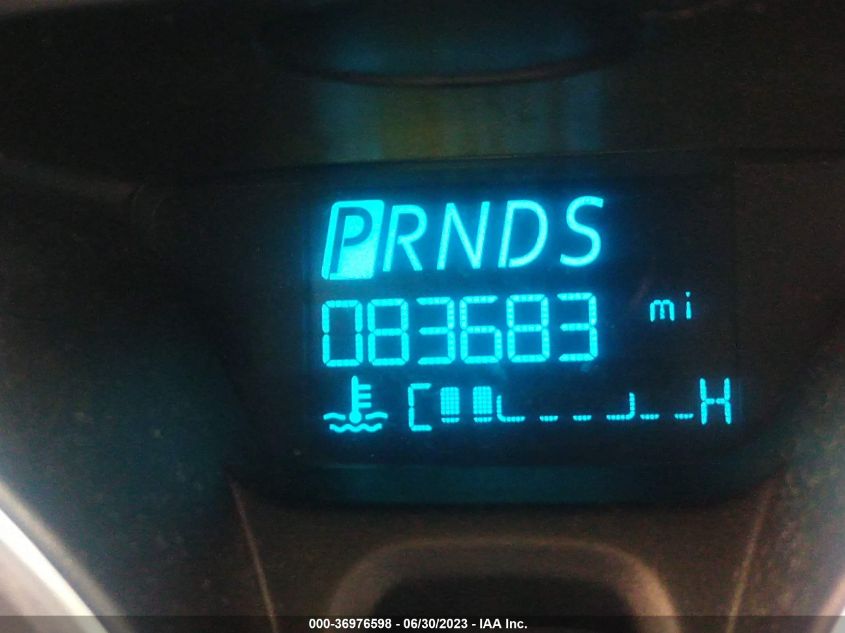 PRNDS
083683 mi
C H
000-36976598 - 06/30/2023 - IAA Inc.